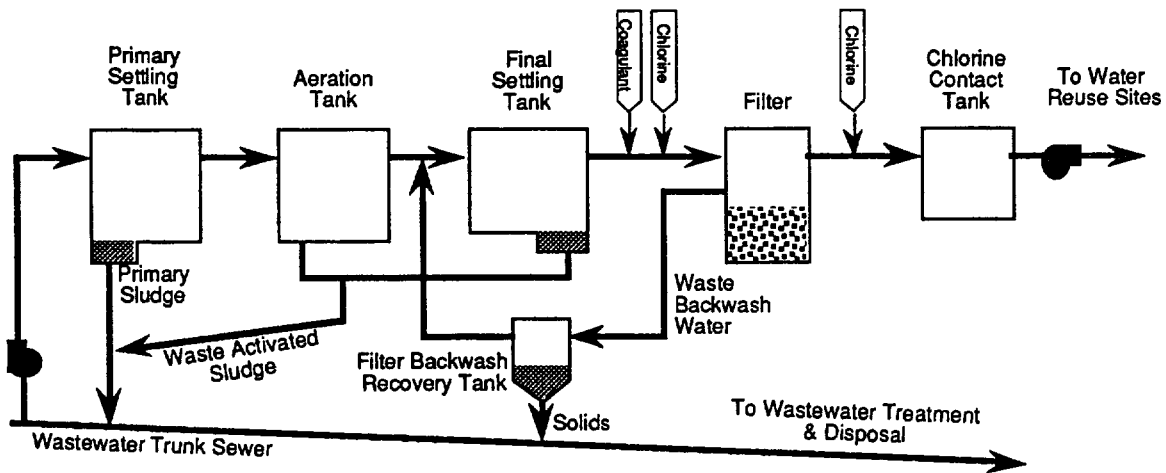 Primary
Settling
Tank
Aeration
Tank
Final
Settling
Tank
Coagulant
Chlorine
Filter
Chlorine
Chlorine
Contact
Tank
To Water
Reuse Sites
Primary
Sludge
Waste Activated
Sludge
Filter Backwash
Recovery Tank
Waste
Backwash
Water
Solids
Wastewater Trunk Sewer
To Wastewater Treatment
& Disposal